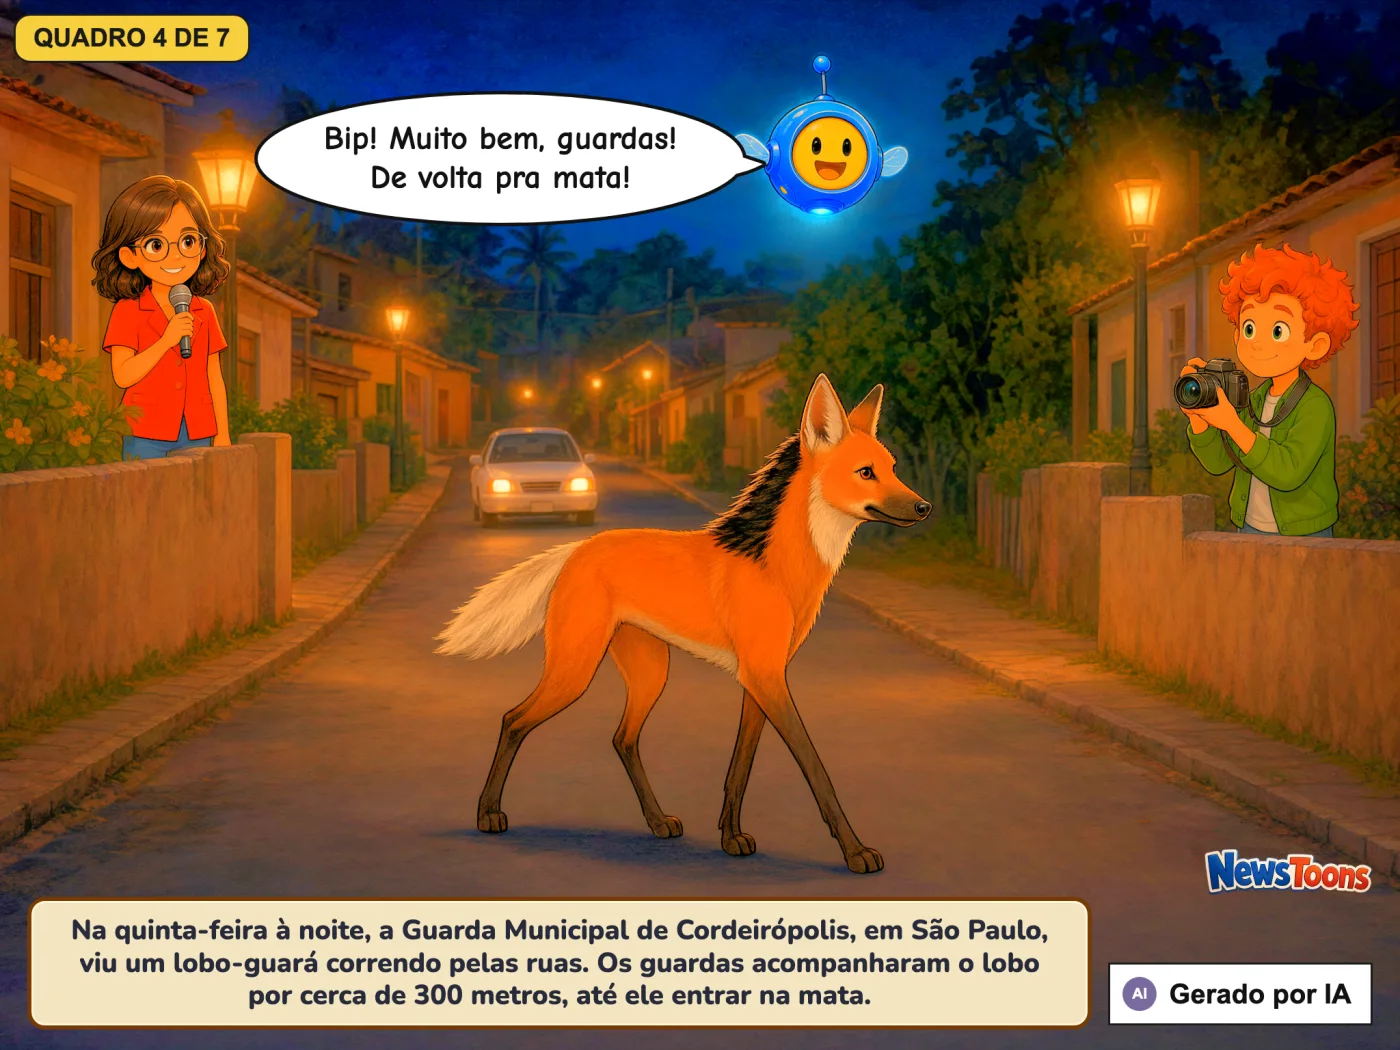 QUADRO 4 DE 7
Bip! Muito bem, guardas!
De volta pra mata!
NewsToons
Na quinta-feira à noite, a Guarda Municipal de Cordeirópolis, em São Paulo,
viu um lobo-guará correndo pelas ruas. Os guardas acompanharam o lobo
por cerca de 300 metros, até ele entrar na mata.
AI Gerado por IA